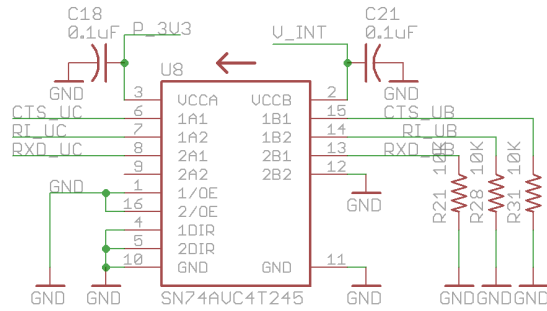 C18
0.1uF
P_3V3
V_INT
C21
0.1uF
U8
GND
GND
3 VCCA VCCB 2
CTS_UC 6 1A1 1B1 15 CTS_UB
RI_UC 7 1A2 1B2 14 RI_UB
RXD_UC 8 2A1 2B1 13 RXD_UB
9 2A2 2B2 12
GND 1 1/OE
16 2/OE
4 1DIR
5 2DIR
10 GND GND 11
GND
R21 10K
R28 10K
R31 10K
GND GND GND GND GND GND
SN74AVC4T245